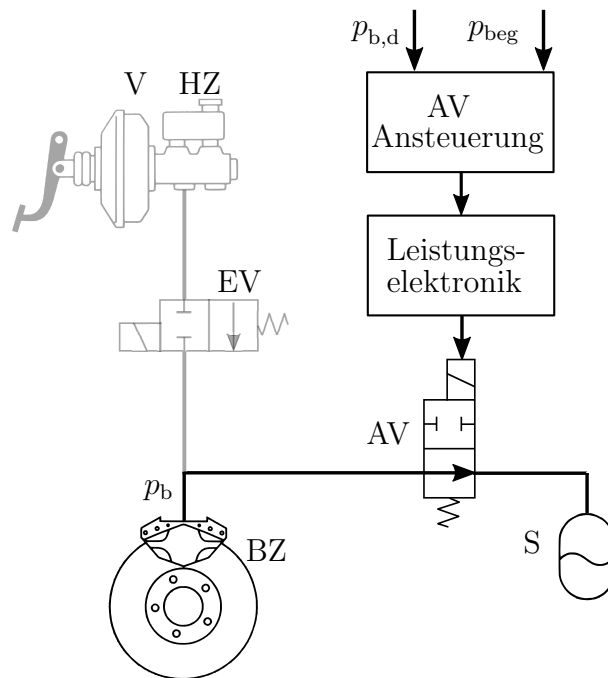 p_b,d
p_beg
V
HZ
AV
Ansteuerung
EV
Leistungs-
elektronik
AV
p_b
S
BZ